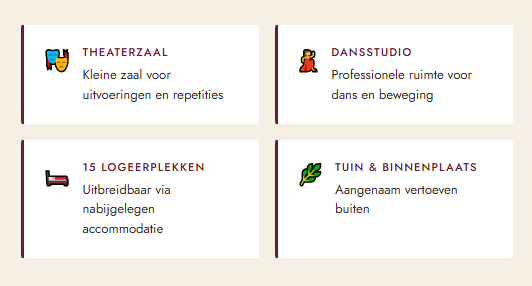 THEATERZAAL
Kleine zaal voor
uitvoeringen en repetities
DANSSTUDIO
Professionele ruimte voor
dans en beweging
15 LOGEERPLEKKEN
Uitbreidbaar via
nabijgelegen
accommodatie
TUIN & BINNENPLAATS
Aangenaam vertoeven
buiten